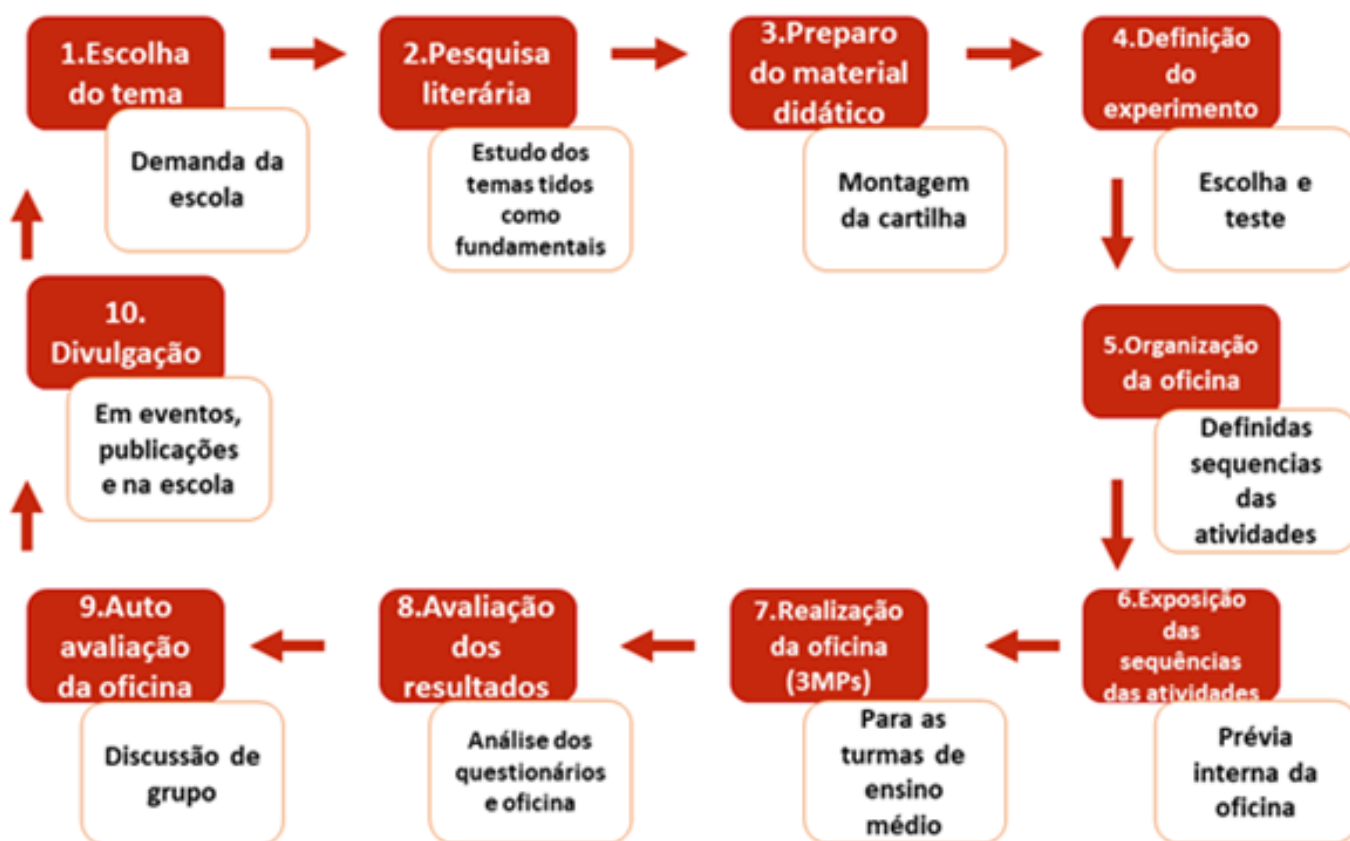 1.Escolha
do tema
Demanda da
escola
2.Pesquisa
literária
Estudo dos
temas tidos
como
fundamentais
3.Preparo
do material
didático
Montagem
da cartilha
4.Definição
do
experimento
Escolha e
teste
5.Organização
da oficina
Definidas
sequencias
das
atividades
6.Exposição
das
sequências
das atividades
Prévia
interna da
oficina
7.Realização
da oficina
(3MPs)
Para as
turmas de
ensino
médio
8.Avaliação
dos
resultados
Análise dos
questionários
e oficina
9.Auto
avaliação
da oficina
Discussão de
grupo
10.
Divulgação
Em eventos,
publicações
e na escola